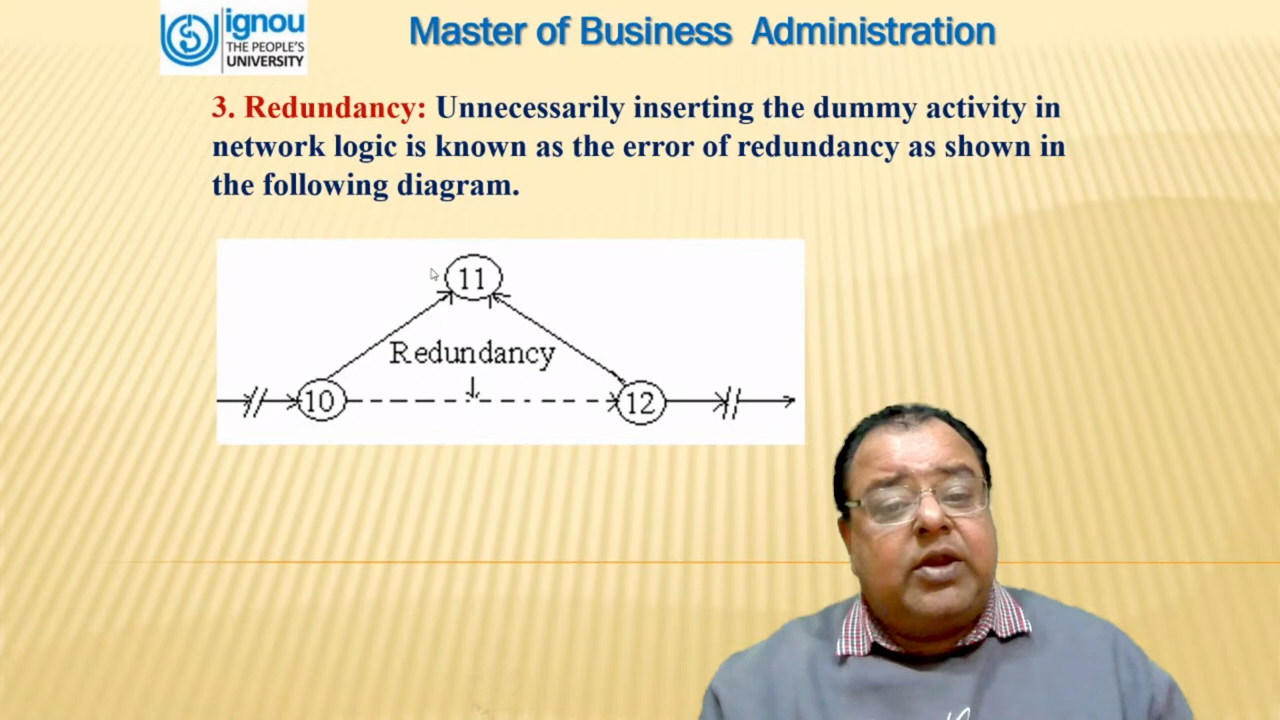 ignou
THE PEOPLE'S
UNIVERSITY
Master of Business Administration
3. Redundancy: Unnecessarily inserting the dummy activity in
network logic is known as the error of redundancy as shown in
the following diagram.
11
Redundancy
10
12